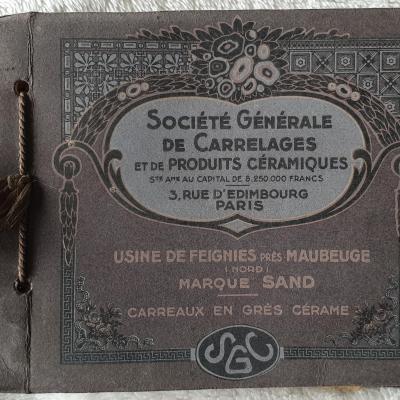 SOCIÉTÉ GÉNÉRALE
DE CARRELAGES
ET DE PRODUITS CÉRAMIQUES
STE AME AU CAPITAL DE 8.250.000 FRANCS
3, RUE D'EDIMBOURG
PARIS
USINE DE FEIGNIES PRÈS MAUBEUGE
(NORD)
MARQUE SAND
CARREAUX EN GRÈS CÉRAME
SGC